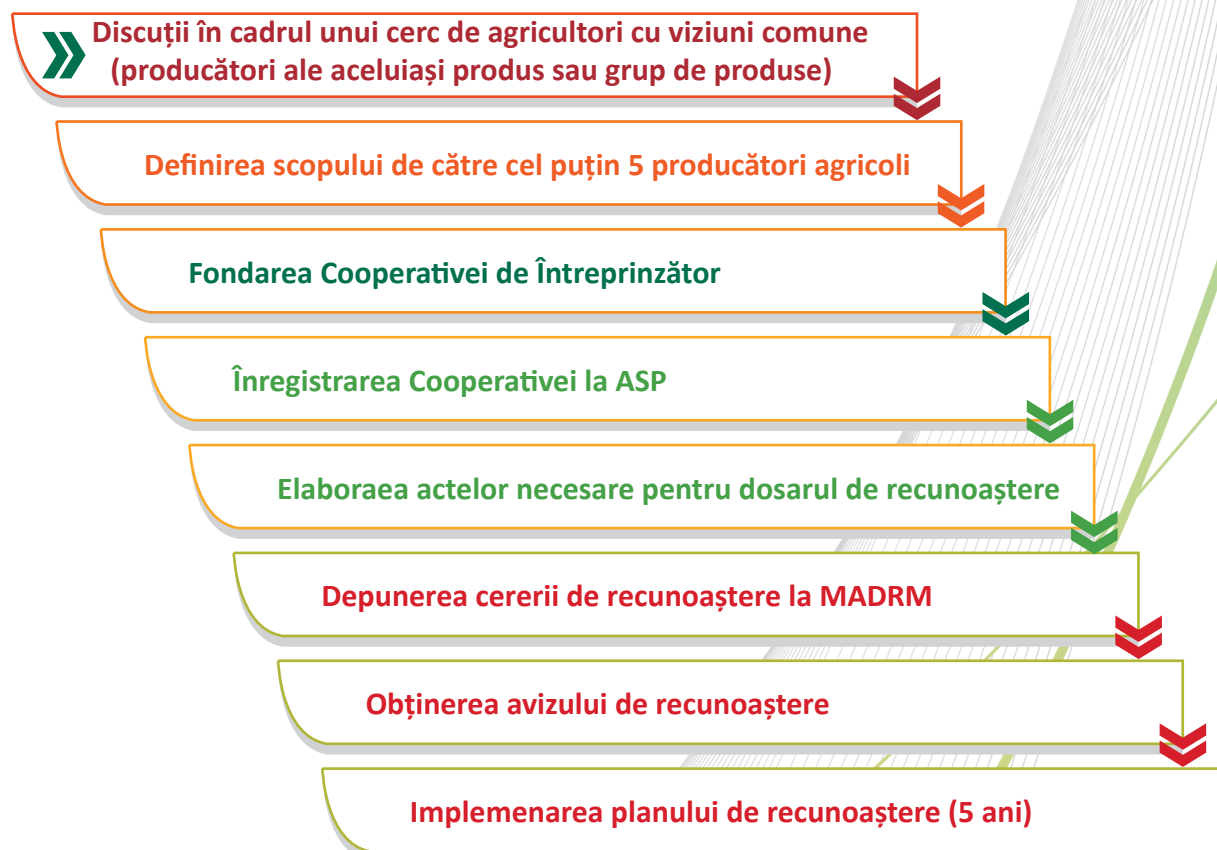 Discuții în cadrul unui cerc de agricultori cu viziuni comune
(producători ale aceluiași produs sau grup de produse)
Definirea scopului de către cel puțin 5 producători agricoli
Fondarea Cooperativei de Întreprinzător
Înregistrarea Cooperativei la ASP
Elaboraea actelor necesare pentru dosarul de recunoaștere
Depunerea cererii de recunoaștere la MADRM
Obținerea avizului de recunoaștere
Implemenarea planului de recunoaștere (5 ani)